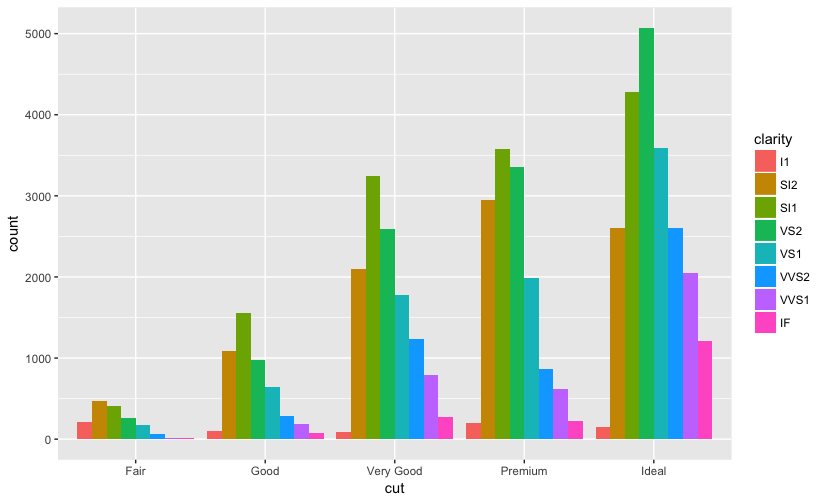 5000
4000
3000
2000
1000
0
count
Fair Good Very Good Premium Ideal
cut
clarity
I1
SI2
SI1
VS2
VS1
VVS2
VVS1
IF